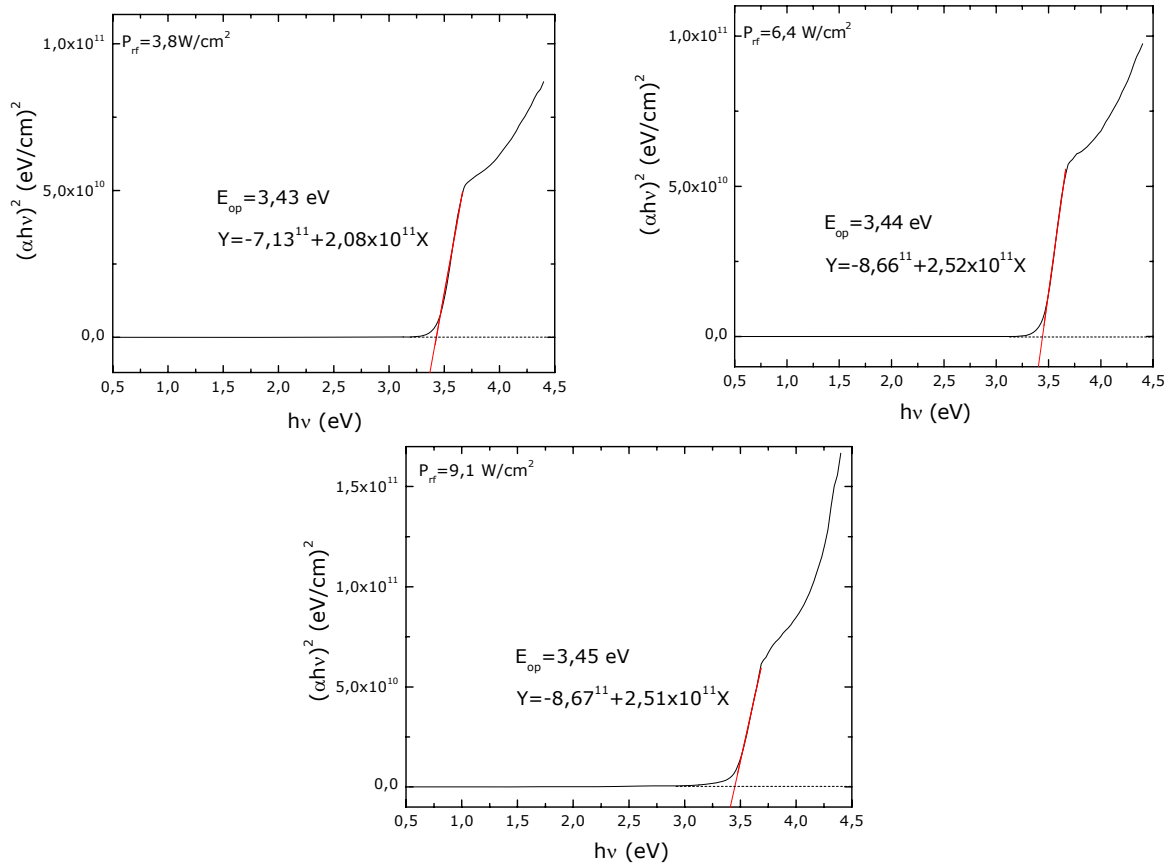 P_rf=3,8W/cm²
(αhν)² (eV/cm)²
1,0x10¹¹
5,0x10¹⁰
0,0
E_op=3,43 eV
Y=-7,13¹¹+2,08x10¹¹X
0,5 1,0 1,5 2,0 2,5 3,0 3,5 4,0 4,5
hν (eV)
P_rf=6,4 W/cm²
(αhν)² (eV/cm)²
1,0x10¹¹
5,0x10¹⁰
0,0
E_op=3,44 eV
Y=-8,66¹¹+2,52x10¹¹X
0,5 1,0 1,5 2,0 2,5 3,0 3,5 4,0 4,5
hν (eV)
P_rf=9,1 W/cm²
(αhν)² (eV/cm)²
1,5x10¹¹
1,0x10¹¹
5,0x10¹⁰
0,0
E_op=3,45 eV
Y=-8,67¹¹+2,51x10¹¹X
0,5 1,0 1,5 2,0 2,5 3,0 3,5 4,0 4,5
hν (eV)